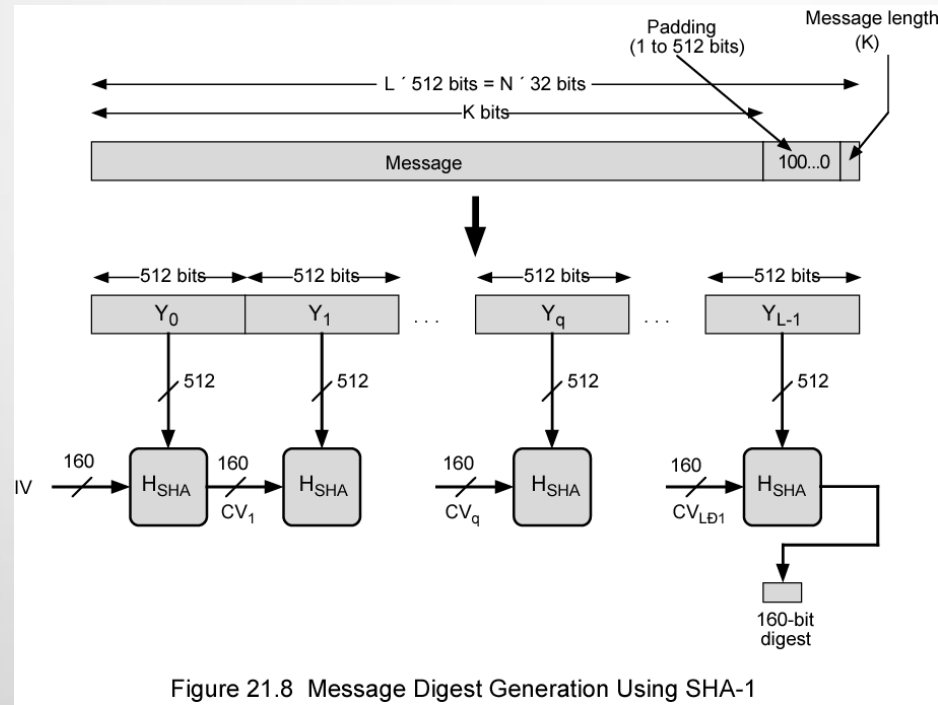 Padding
(1 to 512 bits)
Message length
(K)
L ´ 512 bits = N ´ 32 bits
K bits
Message
100...0
512 bits
512 bits
512 bits
512 bits
Y0
Y1
. . .
Yq
. . .
YL-1
512
512
512
512
IV
160
HSHA
160
CV1
HSHA
160
CVq
HSHA
160
CVLÐ1
HSHA
160-bit
digest
Figure 21.8 Message Digest Generation Using SHA-1